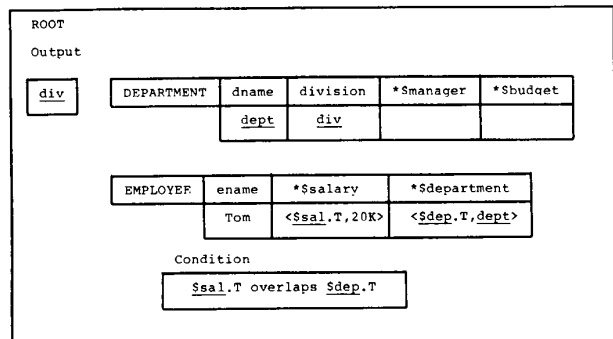 ROOT
Output
div
DEPARTMENT dname division *$manager *$budget
dept div
EMPLOYEE ename *$salary *$department
Tom <$sal.T,20K> <$dep.T,dept>
Condition
$sal.T overlaps $dep.T